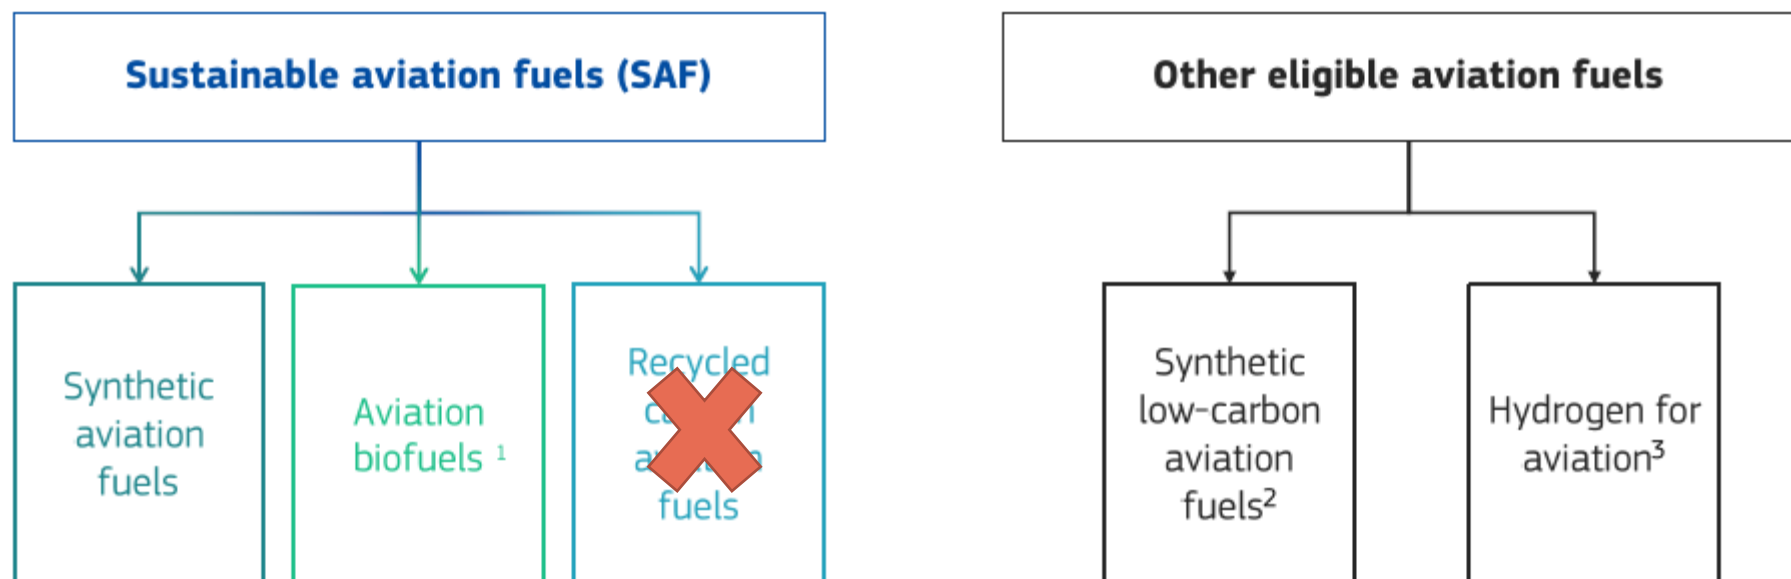 Sustainable aviation fuels (SAF)
Other eligible aviation fuels
Synthetic
aviation
fuels
Aviation
biofuels ¹
Recycled
fuels
Synthetic
low-carbon
aviation
fuels²
Hydrogen for
aviation³